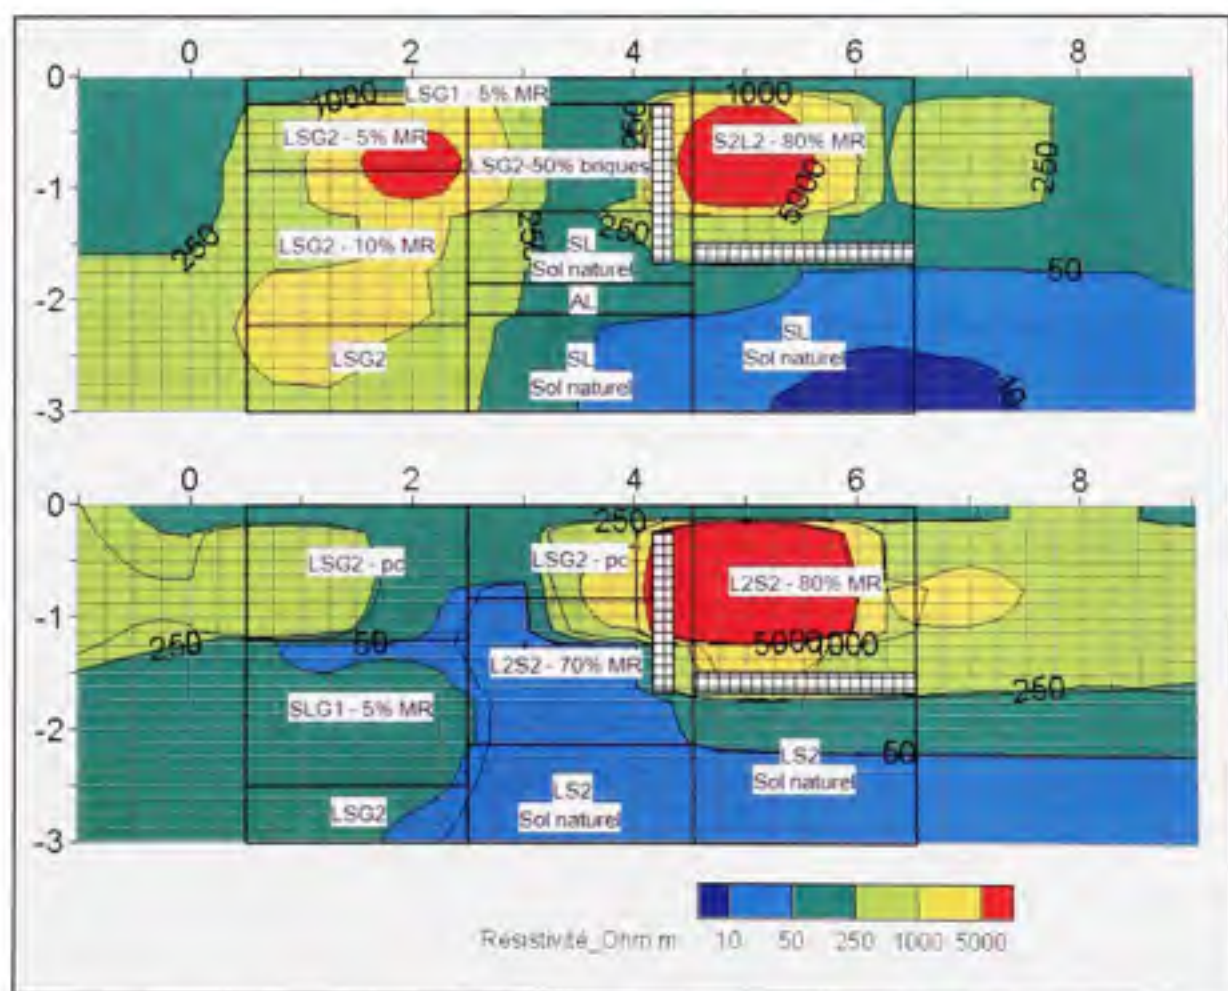 0 2 4 6 8
0
1000
LSG1 - 5% MR
250
1000
LSG2 - 5% MR
S2L2 - 80% MR
LSG2-50% briques
-1
5000
250
250
250
250
LSG2 - 10% MR
SL
Sol naturel
50
-2
AL
SL
Sol naturel
LSG2
SL
Sol naturel
-3
0 2 4 6 8
0
250
LSG2 - pc
LSG2 - pc
L2S2 - 80% MR
-1
250
50
5000
1000
L2S2 - 70% MR
250
SLG1 - 5% MR
-2
50
LS2
Sol naturel
LS2
Sol naturel
LSG2
-3
Résistivité_Ohm.m 10 50 250 1000 5000